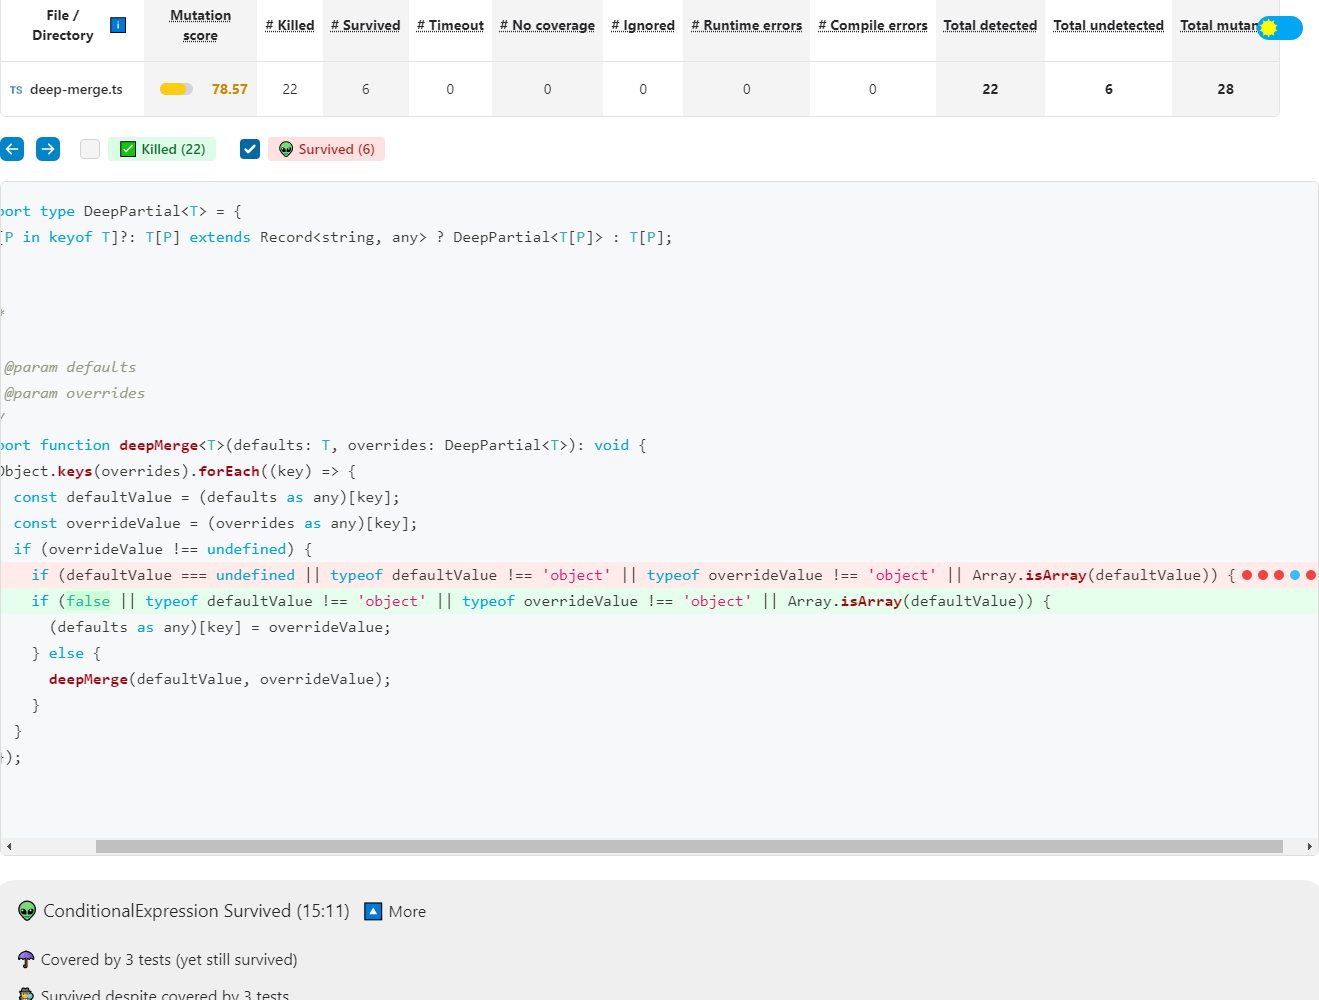 File / Directory i Mutation score # Killed # Survived # Timeout # No coverage # Ignored # Runtime errors # Compile errors Total detected Total undetected Total mutan
TS deep-merge.ts 78.57 22 6 0 0 0 0 0 22 6 28
Killed (22) Survived (6)
port type DeepPartial<T> = {
[P in keyof T]?: T[P] extends Record<string, any> ? DeepPartial<T[P]> : T[P];
*
@param defaults
@param overrides
/
port function deepMerge<T>(defaults: T, overrides: DeepPartial<T>): void {
Object.keys(overrides).forEach((key) => {
const defaultValue = (defaults as any)[key];
const overrideValue = (overrides as any)[key];
if (overrideValue !== undefined) {
if (defaultValue === undefined || typeof defaultValue !== 'object' || typeof overrideValue !== 'object' || Array.isArray(defaultValue)) {
if (false || typeof defaultValue !== 'object' || typeof overrideValue !== 'object' || Array.isArray(defaultValue)) {
(defaults as any)[key] = overrideValue;
} else {
deepMerge(defaultValue, overrideValue);
}
}
});
ConditionalExpression Survived (15:11) More
Covered by 3 tests (yet still survived)
Survived despite covered by 3 tests